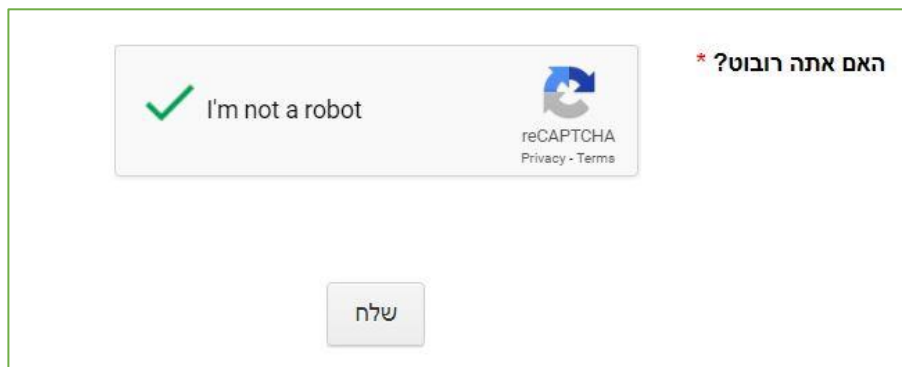 האם אתה רובוט? *
I'm not a robot
reCAPTCHA
Privacy - Terms
שלח